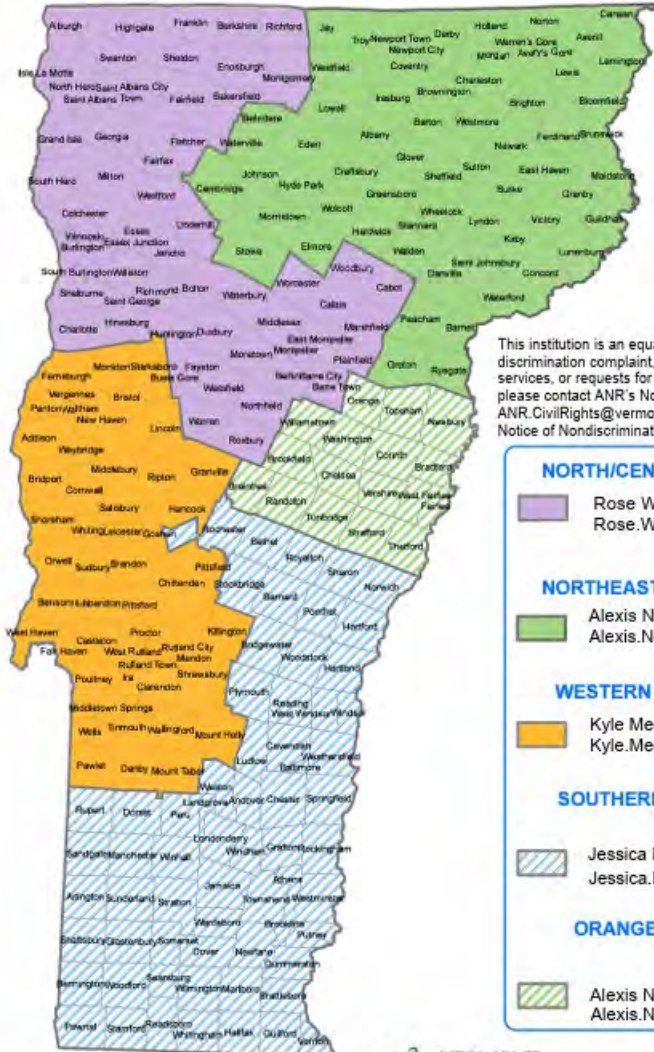 Alburgh Highgate Franklin Berkshire Richford Jay Troy Newport Town Derby Holland Norton Canaan
Newport City Morgan Warren's Gore Avery's Gore Averill
Swanton Sheldon Enosburgh Montgomery Westfield Coventry Charleston Lewis Lemington
Isle La Motte
North Hero Saint Albans City
Saint Albans Town Fairfield Bakersfield Lowell Irasburg Brownington Brighton Bloomfield
Belvidere Barton Westmore Ferdinand Brunswick
Grand Isle Georgia Fletcher Waterville Eden Albany Glover Newark
Fairfax Sheffield Sutton East Haven Maidstone
South Hero Milton Cambridge Johnson Hyde Park Craftsbury Greensboro Burke Granby
Westford Wheelock
Colchester Underhill Morristown Wolcott Stannard Lyndon Victory Guildhall
Winooski Essex Hardwick Kirby
Burlington Essex Junction Jericho Stowe Elmore Walden Saint Johnsbury Lunenburg
Woodbury Danville Concord
South Burlington Williston Worcester Cabot Waterford
Shelburne Richmond Bolton Waterbury Calais
Saint George Middlesex Marshfield Peacham Barnet
Charlotte Hinesburg Huntington Duxbury East Montpelier
Moretown Montpelier Plainfield Groton Ryegate
Ferrisburgh Monkton Starksboro Fayston Berlin Barre City
Buels Gore Barre Town
Vergennes Bristol Waitsfield Orange Topsham Newbury
Panton Waltham Northfield
New Haven Lincoln Warren Williamstown Washington
Addison Roxbury Corinth
Weybridge Brookfield Chelsea Bradford
Bridport Middlebury Ripton Granville Braintree Vershire West Fairlee
Cornwall Randolph Fairlee
Salisbury Hancock Tunbridge
Shoreham Rochester Strafford
Whiting Leicester Goshen Bethel Thetford
Royalton
Orwell Sudbury Brandon Pittsfield Sharon Norwich
Chittenden Stockbridge Barnard
Benson Hubbardton Pittsford Pomfret Hartford
West Haven Castleton Proctor Killington Bridgewater
Fair Haven West Rutland Rutland City Woodstock
Rutland Town Mendon Hartland
Poultney Ira Shrewsbury Plymouth
Clarendon Reading
Middletown Springs West Windsor Windsor
Wells Tinmouth Wallingford Mount Holly Cavendish
Ludlow Weathersfield
Pawlet Danby Mount Tabor Baltimore
Weston
Landgrove Andover Chester Springfield
Rupert Dorset Peru
Londonderry
Sandgate Manchester Winhall Windham Grafton Rockingham
Jamaica Athens
Arlington Sunderland Stratton Townshend Westminster
Wardsboro Brookline
Shaftsbury Glastenbury Somerset Putney
Dover Newfane
Dummerston
Searsburg
Bennington Woodford Wilmington Marlboro Brattleboro
Pownal Stamford Readsboro
Whitingham Halifax Guilford Vernon
This institution is an equa
discrimination complaint,
services, or requests for
please contact ANR's No
ANR.CivilRights@vermo
Notice of Nondiscriminat
NORTH/CEN
Rose W
Rose.W
NORTHEAST
Alexis N
Alexis.N
WESTERN
Kyle Me
Kyle.Me
SOUTHERN
Jessica
Jessica.
ORANGE
Alexis N
Alexis.N